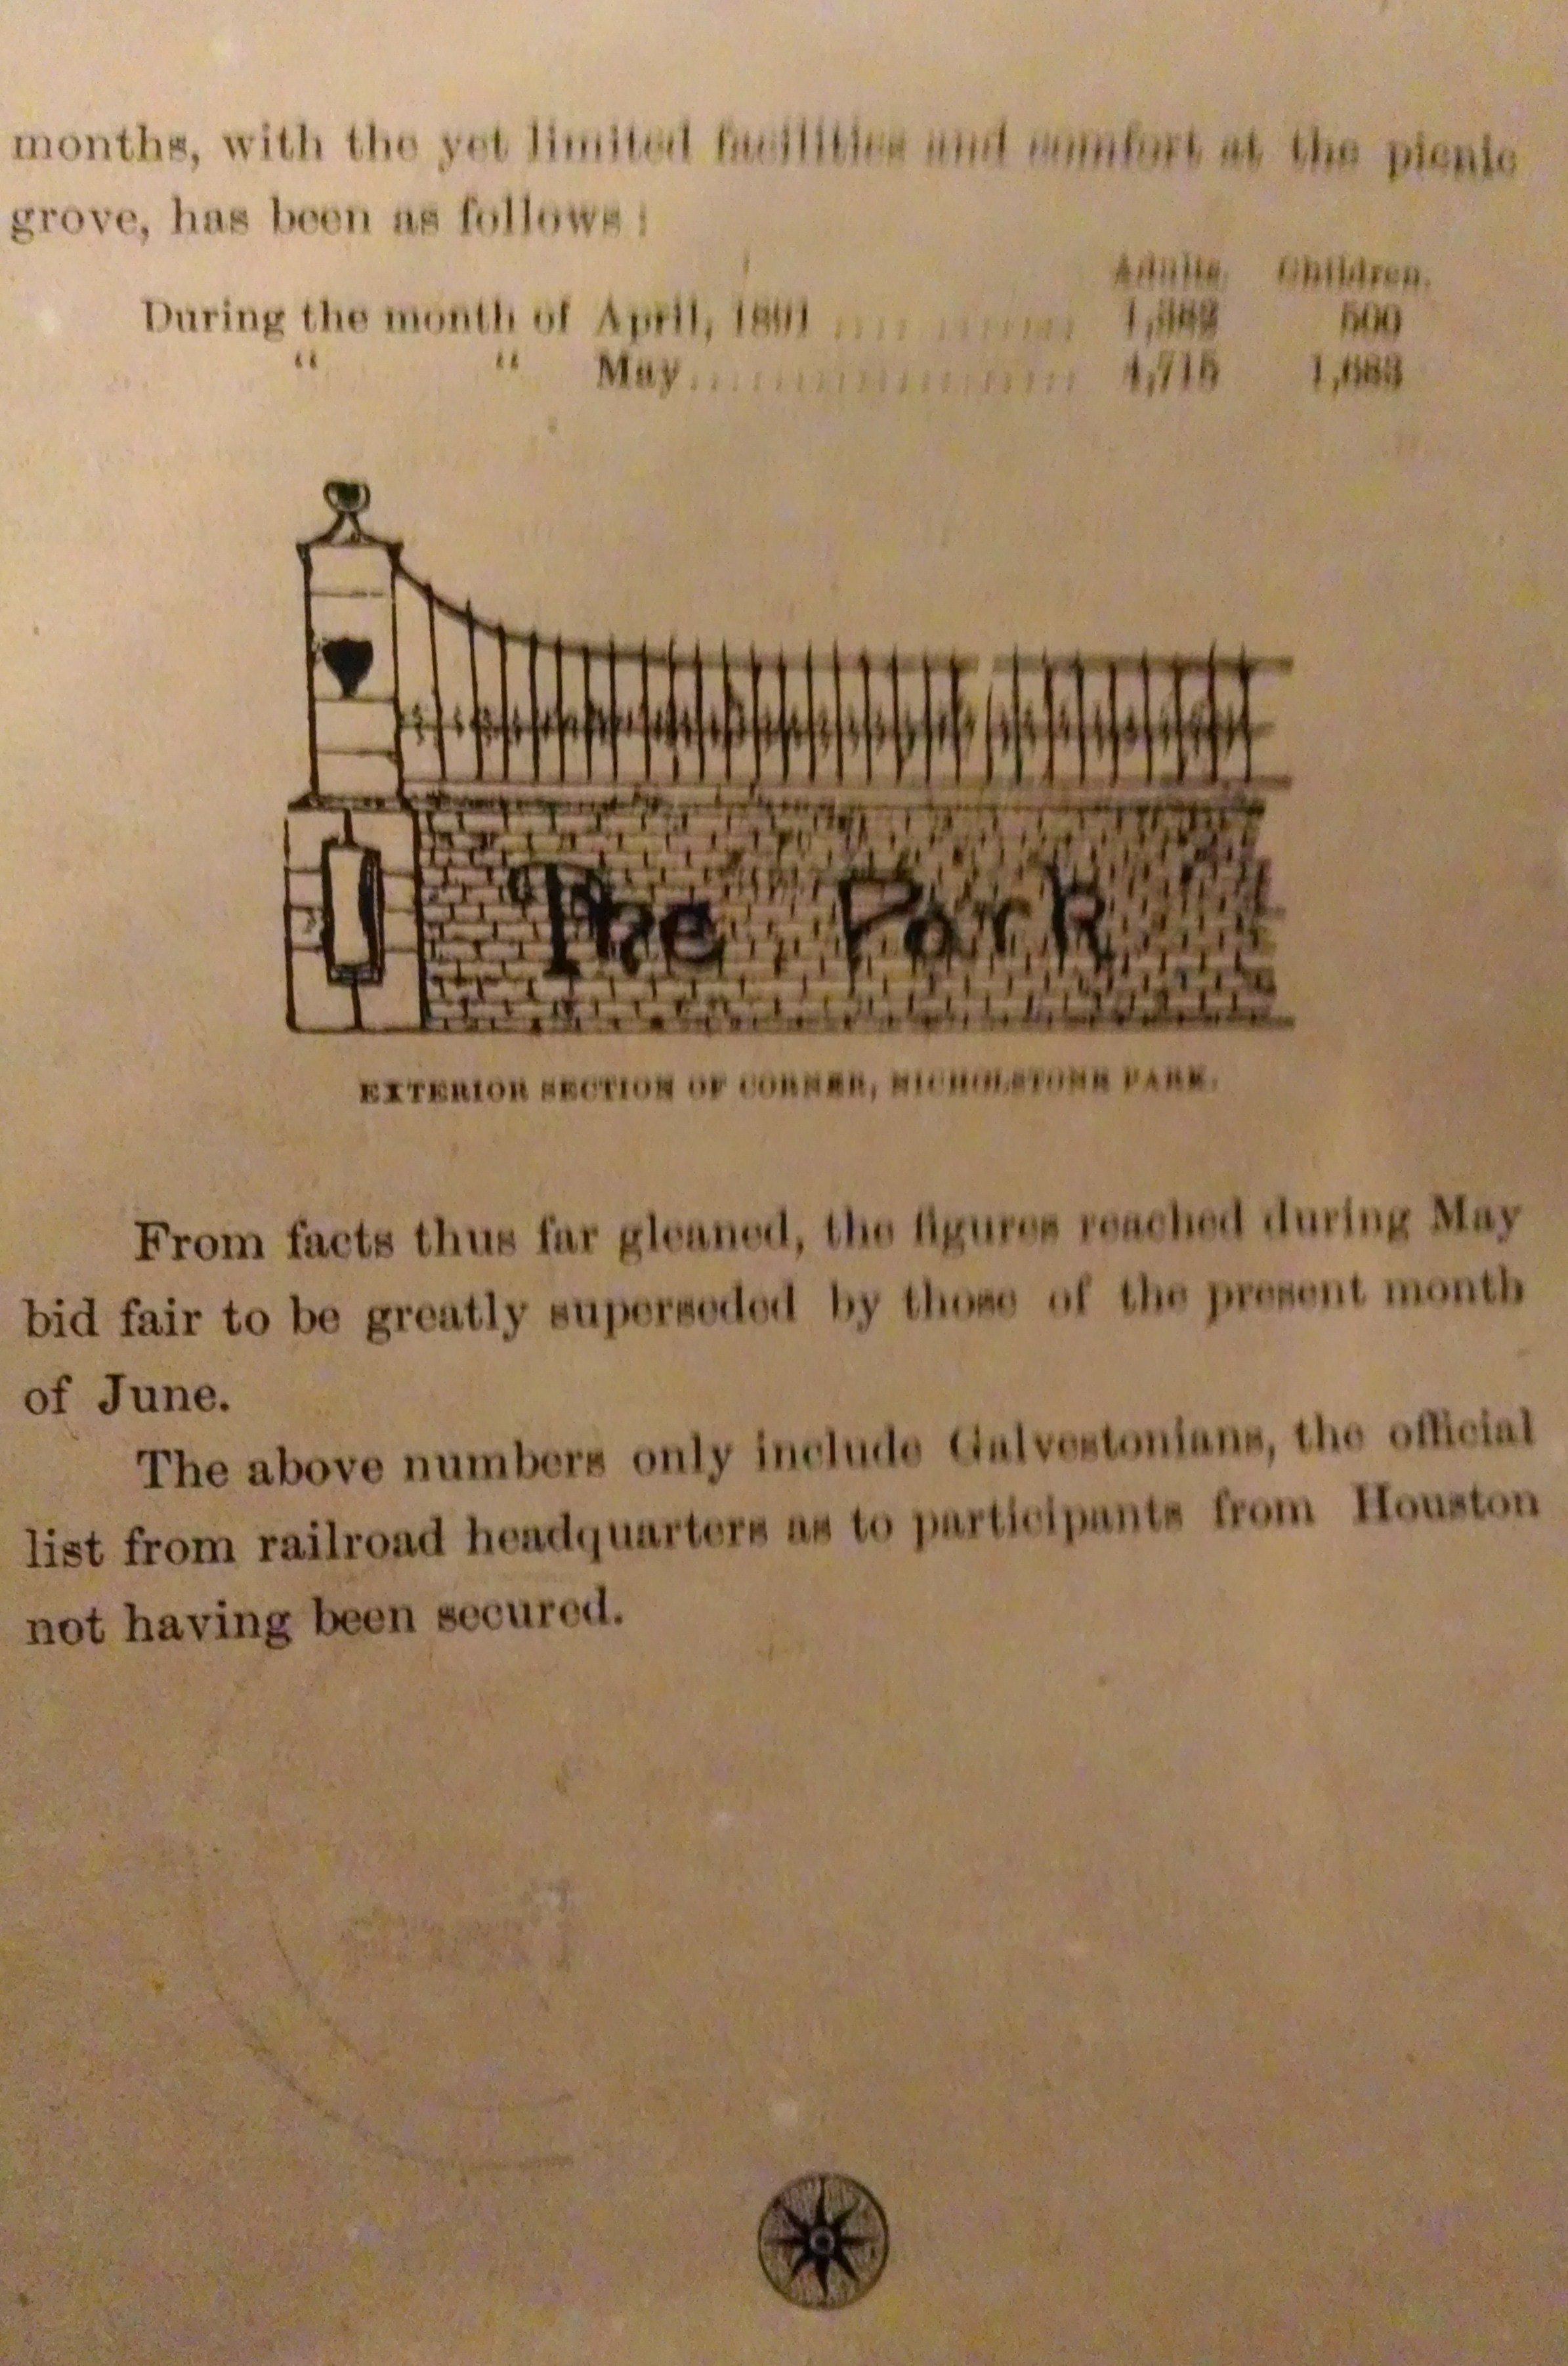 months, with the yet limited facilities and comfort at the picnic
grove, has been as follows:
Adults. Children.
During the month of April, 1891 .... ........ 500
“ “ May...................... 4,715 1,683
The Park
EXTERIOR SECTION OF CORNER, NICHOLSTONE PARK.
From facts thus far gleaned, the figures reached during May
bid fair to be greatly superseded by those of the present month
of June.
The above numbers only include Galvestonians, the official
list from railroad headquarters as to participants from Houston
not having been secured.